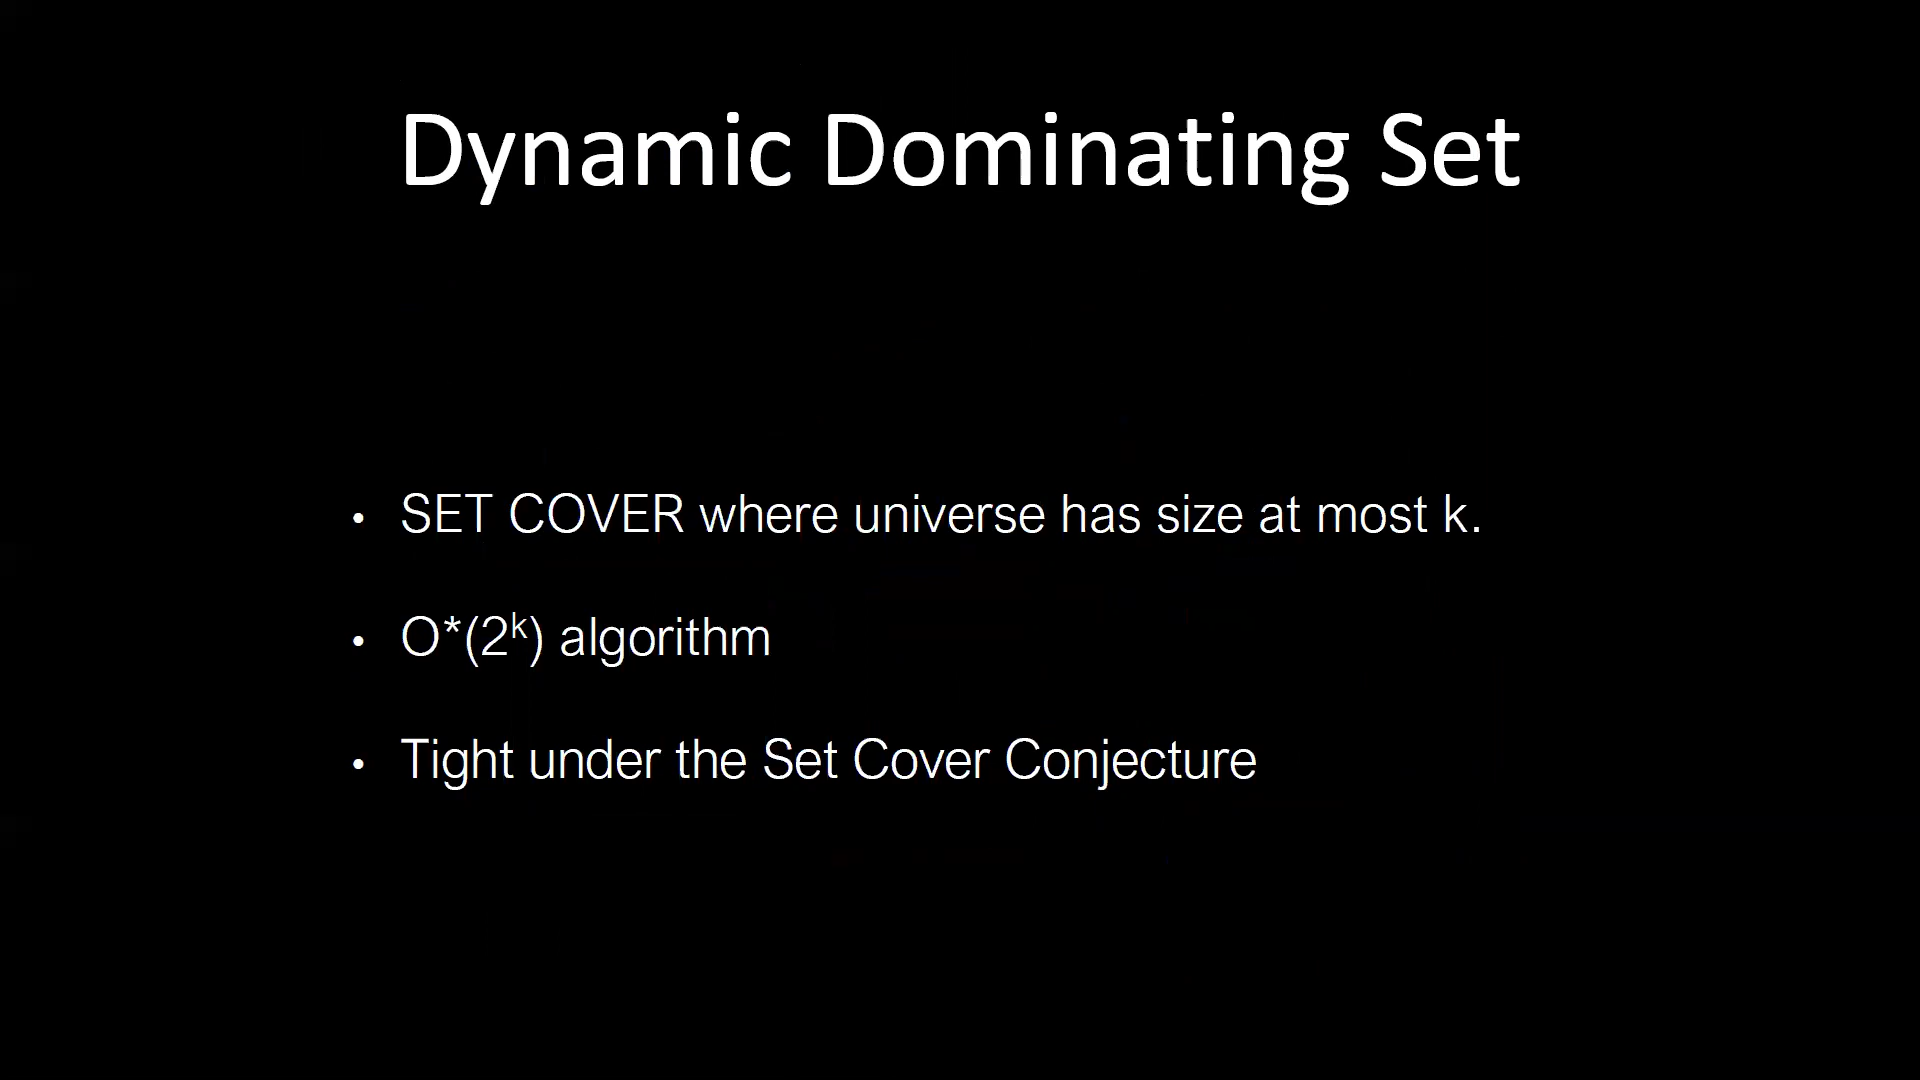 Dynamic Dominating Set
• SET COVER where universe has size at most k.
• O*(2ᵏ) algorithm
• Tight under the Set Cover Conjecture